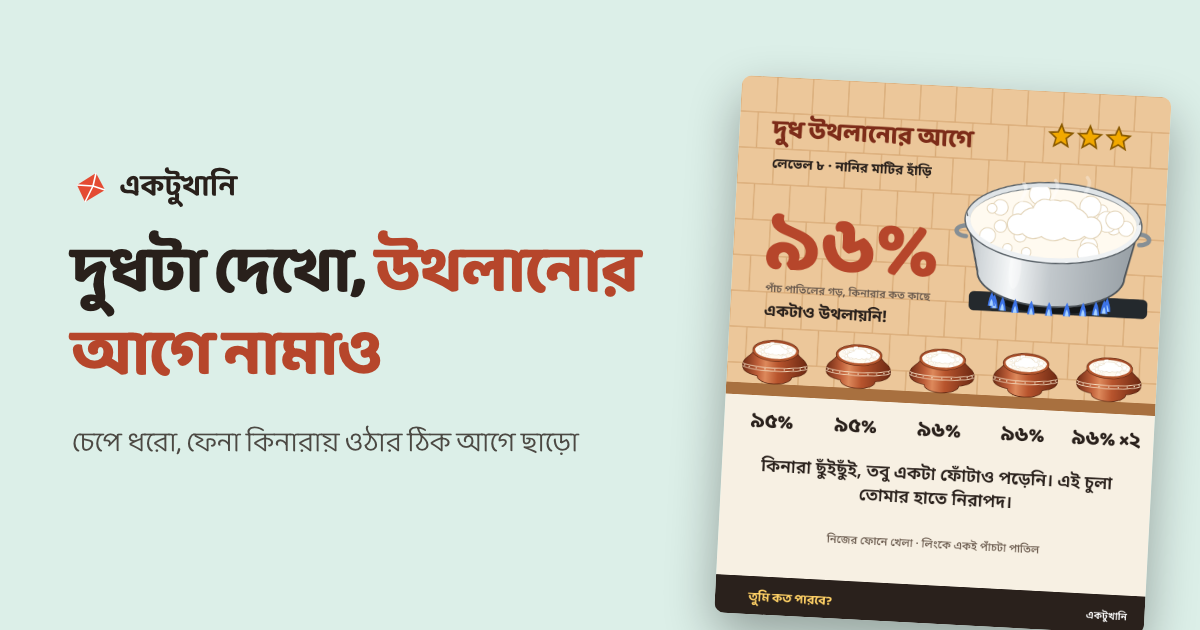 একটুখানি
দুধটা দেখো, উথলানোর
আগে নামাও
চেপে ধরো, ফেনা কিনারায় ওঠার ঠিক আগে ছাড়ো
দুধ উথলানোর আগে
লেভেল ৮ · নানির মাটির হাঁড়ি
৯৬%
পাঁচ পাতিলের গড়, কিনারার কত কাছে
একটাও উথলায়নি!
৯৫% ৯৫% ৯৬% ৯৬% ৯৬% ×২
কিনারা ছুঁইছুঁই, তবু একটা ফোঁটাও পড়েনি। এই চুলা
তোমার হাতে নিরাপদ।
নিজের ফোনে খেলা · লিংকে একই পাঁচটা পাতিল
তুমি কত পারবে?
একটুখানি